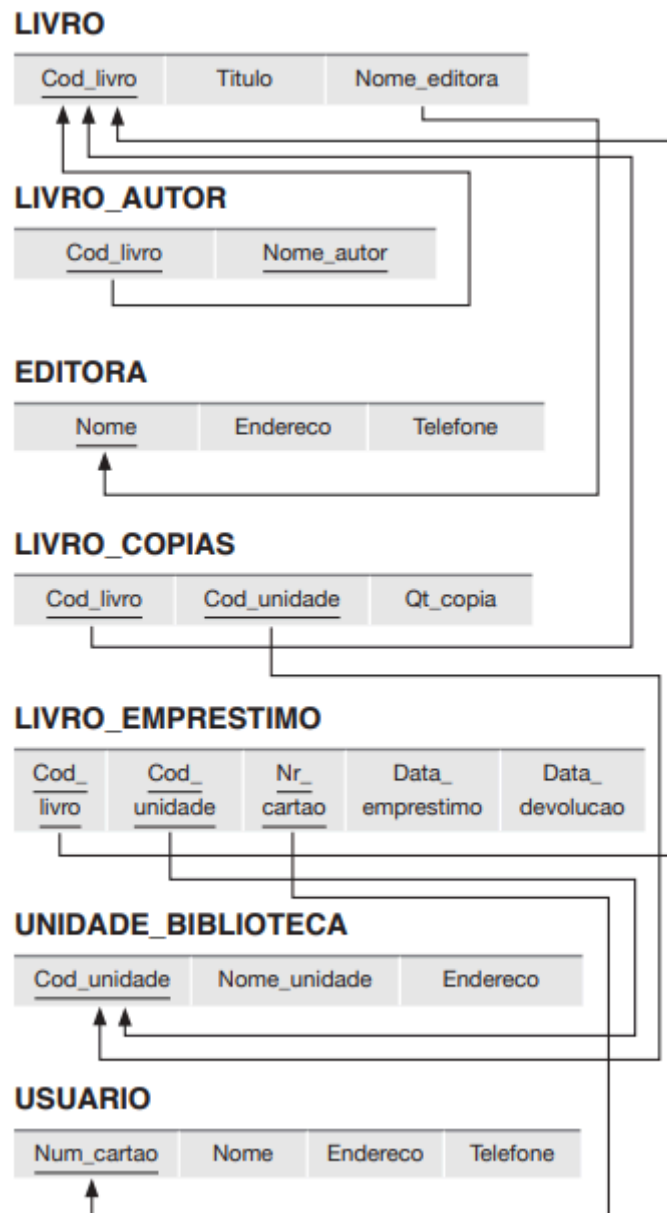 LIVRO
Cod_livro Titulo Nome_editora
LIVRO_AUTOR
Cod_livro Nome_autor
EDITORA
Nome Endereco Telefone
LIVRO_COPIAS
Cod_livro Cod_unidade Qt_copia
LIVRO_EMPRESTIMO
Cod_ Cod_ Nr_ Data_ Data_
livro unidade cartao emprestimo devolucao
UNIDADE_BIBLIOTECA
Cod_unidade Nome_unidade Endereco
USUARIO
Num_cartao Nome Endereco Telefone